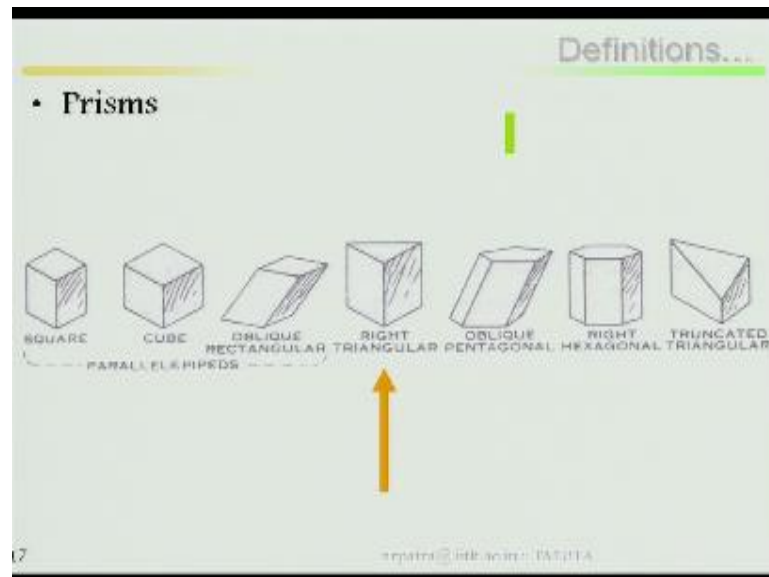 Definitions...
• Prisms
SQUARE
CUBE
OBLIQUE
RECTANGULAR
RIGHT
TRIANGULAR
OBLIQUE
PENTAGONAL
RIGHT
HEXAGONAL
TRUNCATED
TRIANGULAR
PARALLELEPIPEDS
17